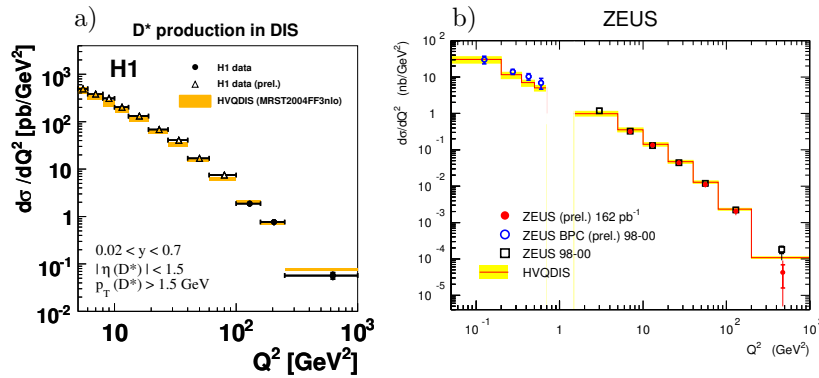 a)
D* production in DIS
H1
H1 data
H1 data (prel.)
HVQDIS (MRST2004FF3nlo)
dσ/dQ² [pb/GeV²]
10³
10²
10
1
10⁻¹
10⁻²
0.02 < y < 0.7
|η(D*)| < 1.5
p_T(D*) > 1.5 GeV
10
10²
10³
Q² [GeV²]
b)
ZEUS
dσ/dQ² (nb/GeV²)
10²
10
1
10⁻¹
10⁻²
10⁻³
10⁻⁴
10⁻⁵
ZEUS (prel.) 162 pb⁻¹
ZEUS BPC (prel.) 98-00
ZEUS 98-00
HVQDIS
10⁻¹
1
10
10²
10³
Q² (GeV²)